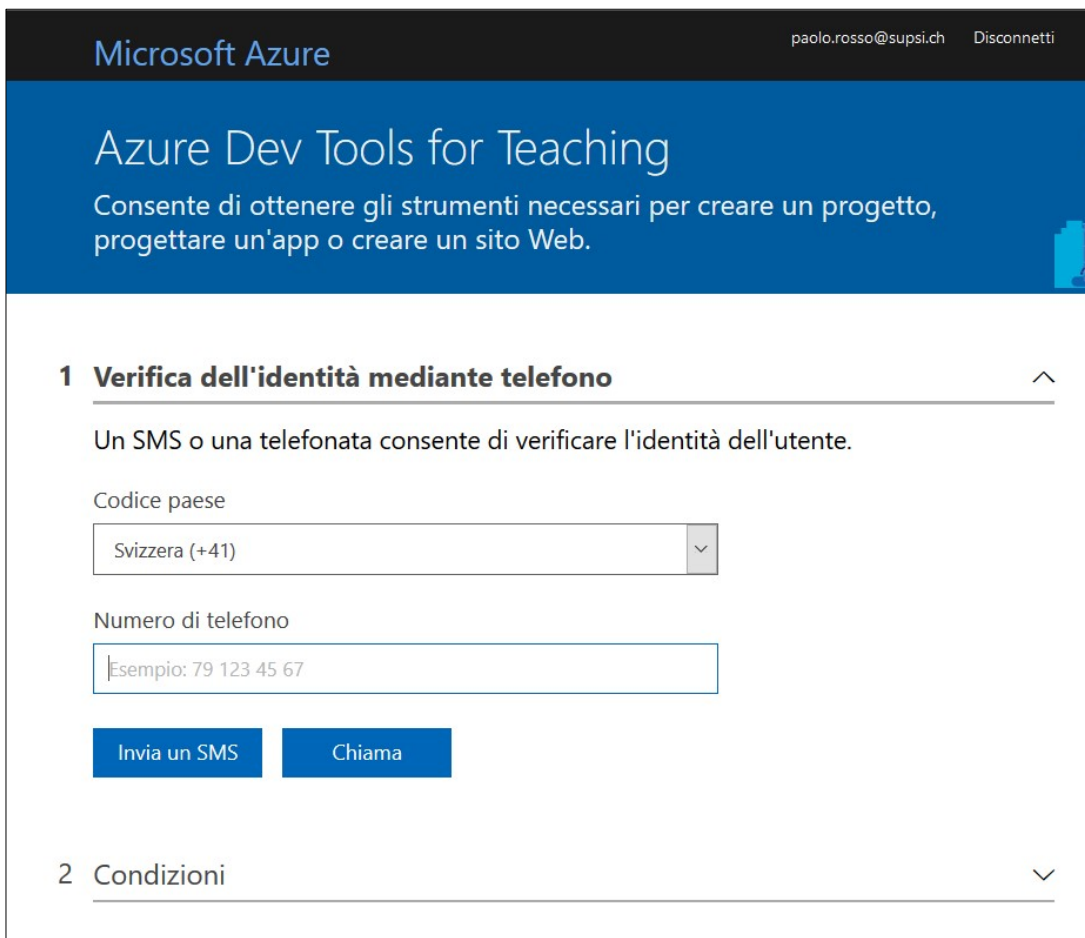 Microsoft Azure
paolo.rosso@supsi.ch Disconnetti
Azure Dev Tools for Teaching
Consente di ottenere gli strumenti necessari per creare un progetto,
progettare un'app o creare un sito Web.
1 Verifica dell'identità mediante telefono
Un SMS o una telefonata consente di verificare l'identità dell'utente.
Codice paese
Svizzera (+41)
Numero di telefono
Esempio: 79 123 45 67
Invia un SMS Chiama
2 Condizioni